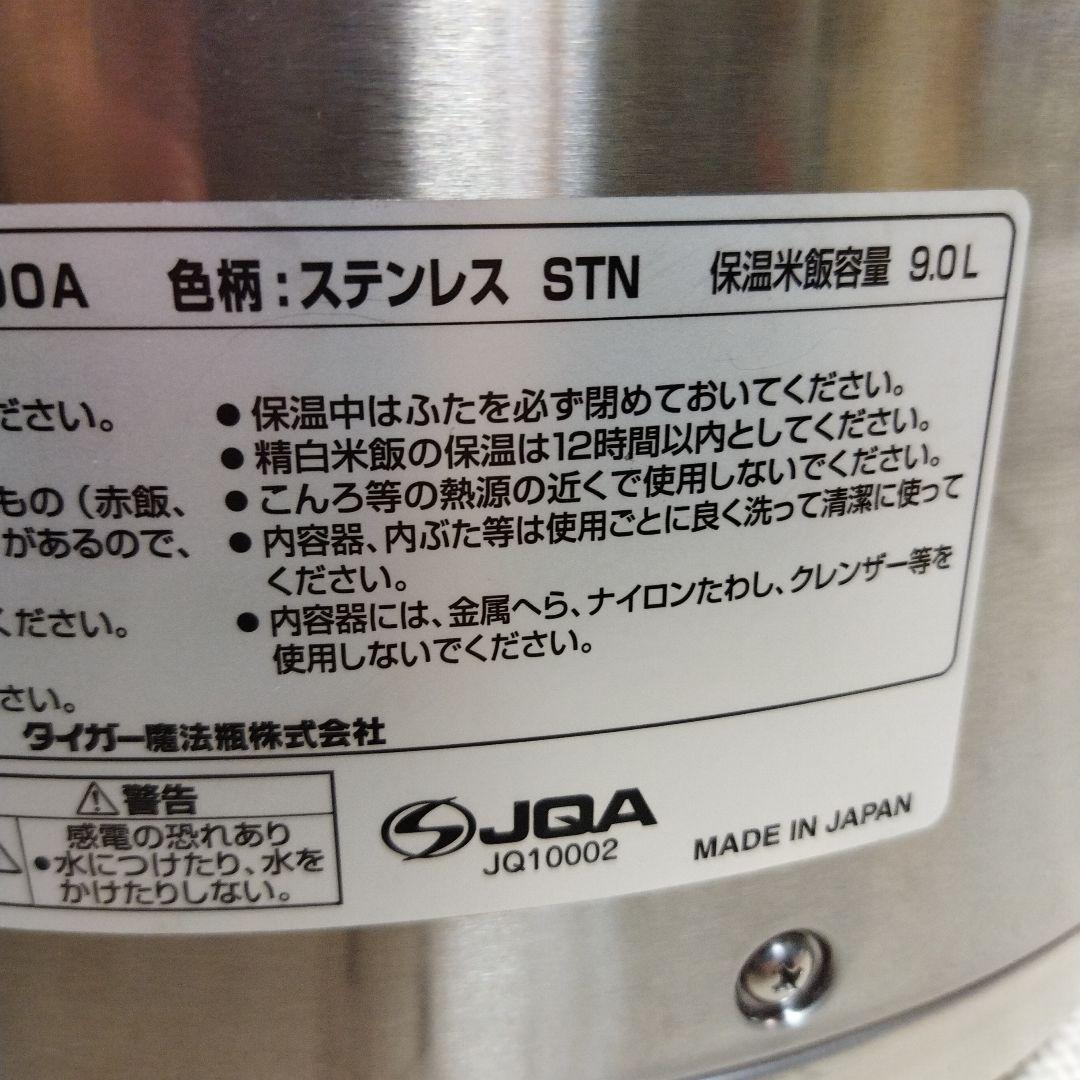 00A 色柄:ステンレス STN 保温米飯容量 9.0L
ださい。
もの(赤飯、
があるので、
ください。
さい。
●保温中はふたを必ず閉めておいてください。
●精白米飯の保温は12時間以内としてください。
●こんろ等の熱源の近くで使用しないでください。
●内容器、内ぶた等は使用ごとに良く洗って清潔に使って
ください。
●内容器には、金属へら、ナイロンたわし、クレンザー等を
使用しないでください。
タイガー魔法瓶株式会社
⚠警告
感電の恐れあり
●水につけたり、水を
かけたりしない。
JQA
JQ10002
MADE IN JAPAN